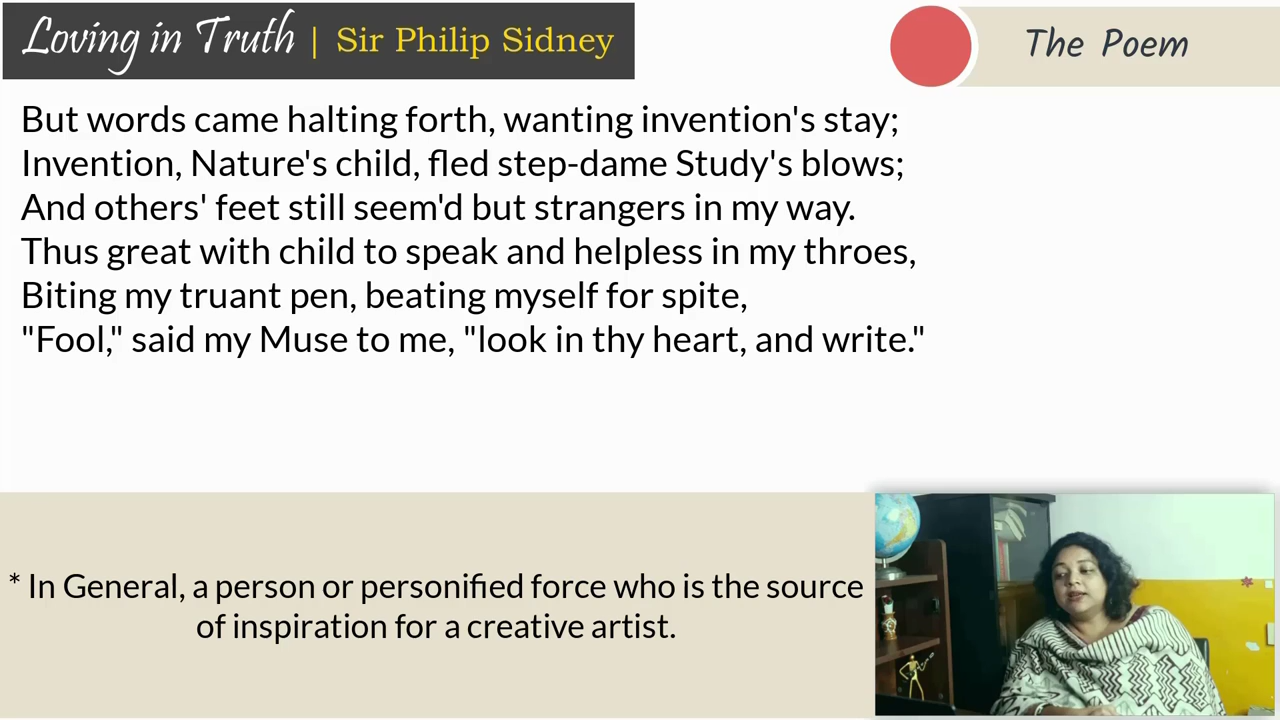 Loving in Truth | Sir Philip Sidney
The Poem
But words came halting forth, wanting invention's stay;
Invention, Nature's child, fled step-dame Study's blows;
And others' feet still seem'd but strangers in my way.
Thus great with child to speak and helpless in my throes,
Biting my truant pen, beating myself for spite,
"Fool," said my Muse to me, "look in thy heart, and write."
* In General, a person or personified force who is the source
of inspiration for a creative artist.